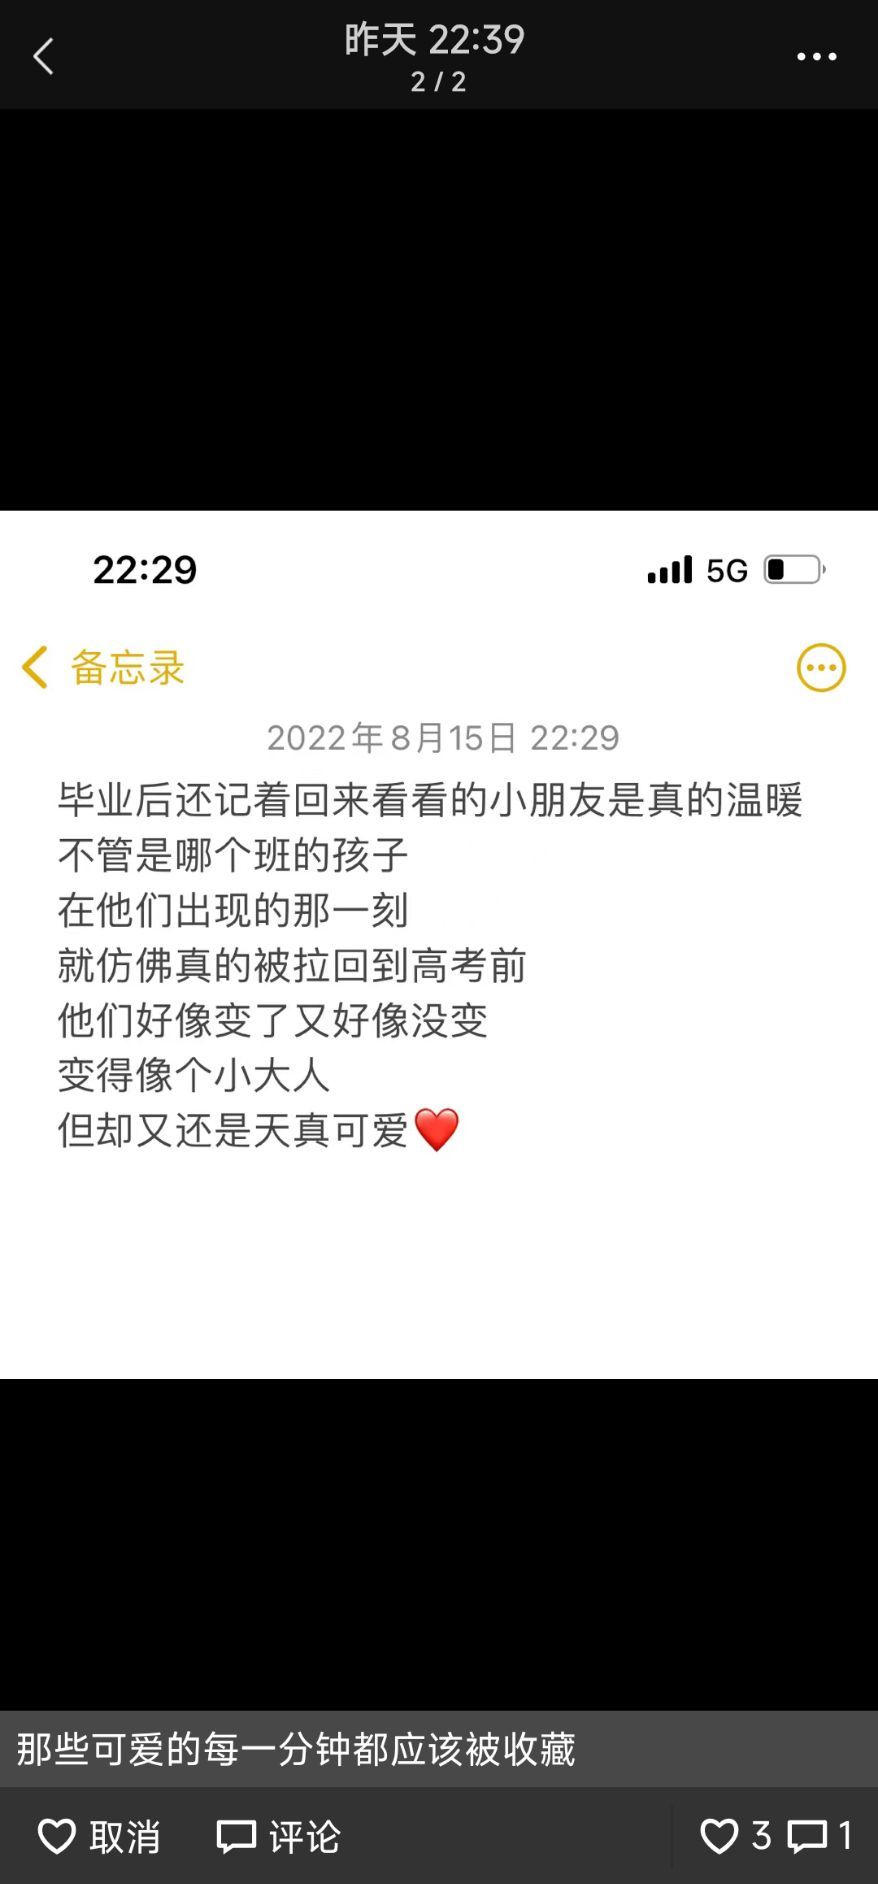 昨天 22:39
2 / 2
22:29
5G
备忘录
2022年8月15日 22:29
毕业后还记着回来看看的小朋友是真的温暖
不管是哪个班的孩子
在他们出现的那一刻
就仿佛真的被拉回到高考前
他们好像变了又好像没变
变得像个小大人
但却又还是天真可爱❤️
那些可爱的每一分钟都应该被收藏
取消 评论 3 1